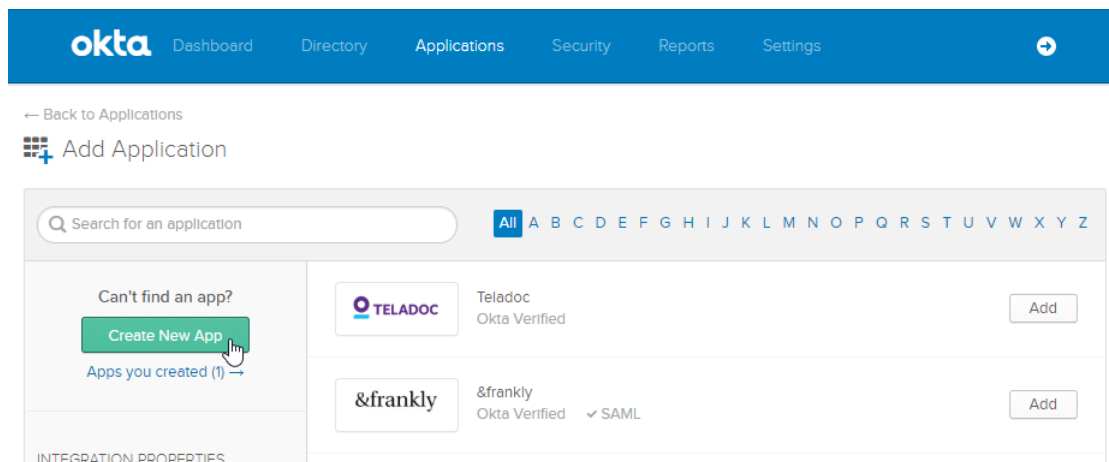 okta Dashboard Directory Applications Security Reports Settings
← Back to Applications
Add Application
Search for an application
All A B C D E F G H I J K L M N O P Q R S T U V W X Y Z
Can't find an app?
Create New App
Apps you created (1) →
INTEGRATION PROPERTIES
TELADOC
Teladoc
Okta Verified
Add
&frankly
&frankly
Okta Verified ✓ SAML
Add